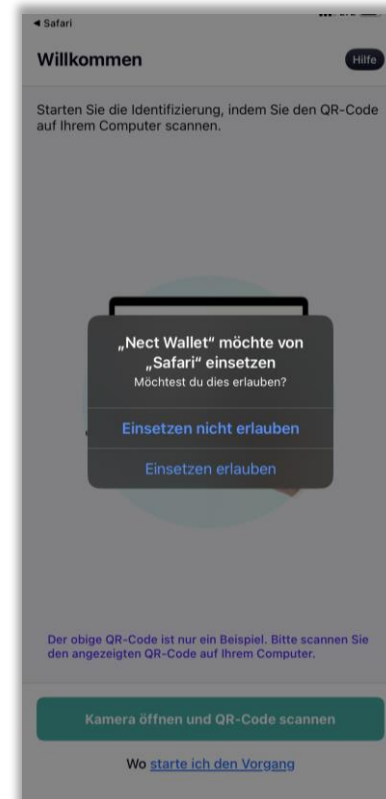 ◀ Safari
Willkommen
Hilfe
Starten Sie die Identifizierung, indem Sie den QR-Code
auf Ihrem Computer scannen.
„Nect Wallet“ möchte von
„Safari“ einsetzen
Möchtest du dies erlauben?
Einsetzen nicht erlauben
Einsetzen erlauben
Der obige QR-Code ist nur ein Beispiel. Bitte scannen Sie
den angezeigten QR-Code auf Ihrem Computer.
Kamera öffnen und QR-Code scannen
Wo starte ich den Vorgang